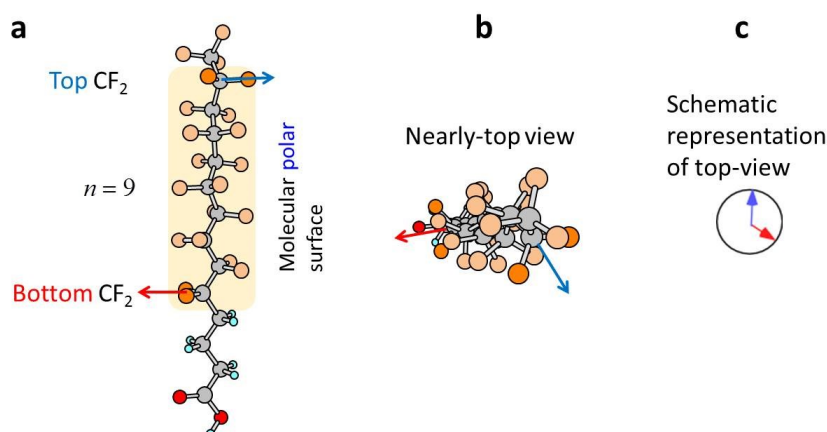 a
Top CF₂
n = 9
Bottom CF₂
Molecular polar
surface
b
Nearly-top view
c
Schematic
representation
of top-view